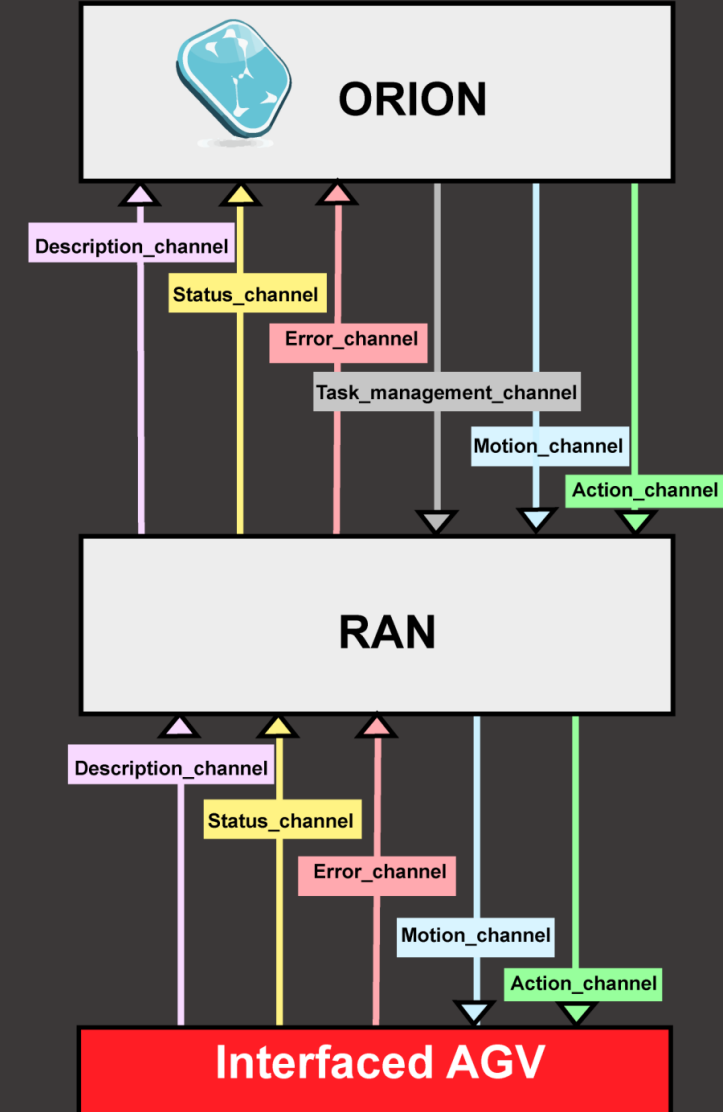 ORION
Description_channel
Status_channel
Error_channel
Task_management_channel
Motion_channel
Action_channel
RAN
Description_channel
Status_channel
Error_channel
Motion_channel
Action_channel
Interfaced AGV